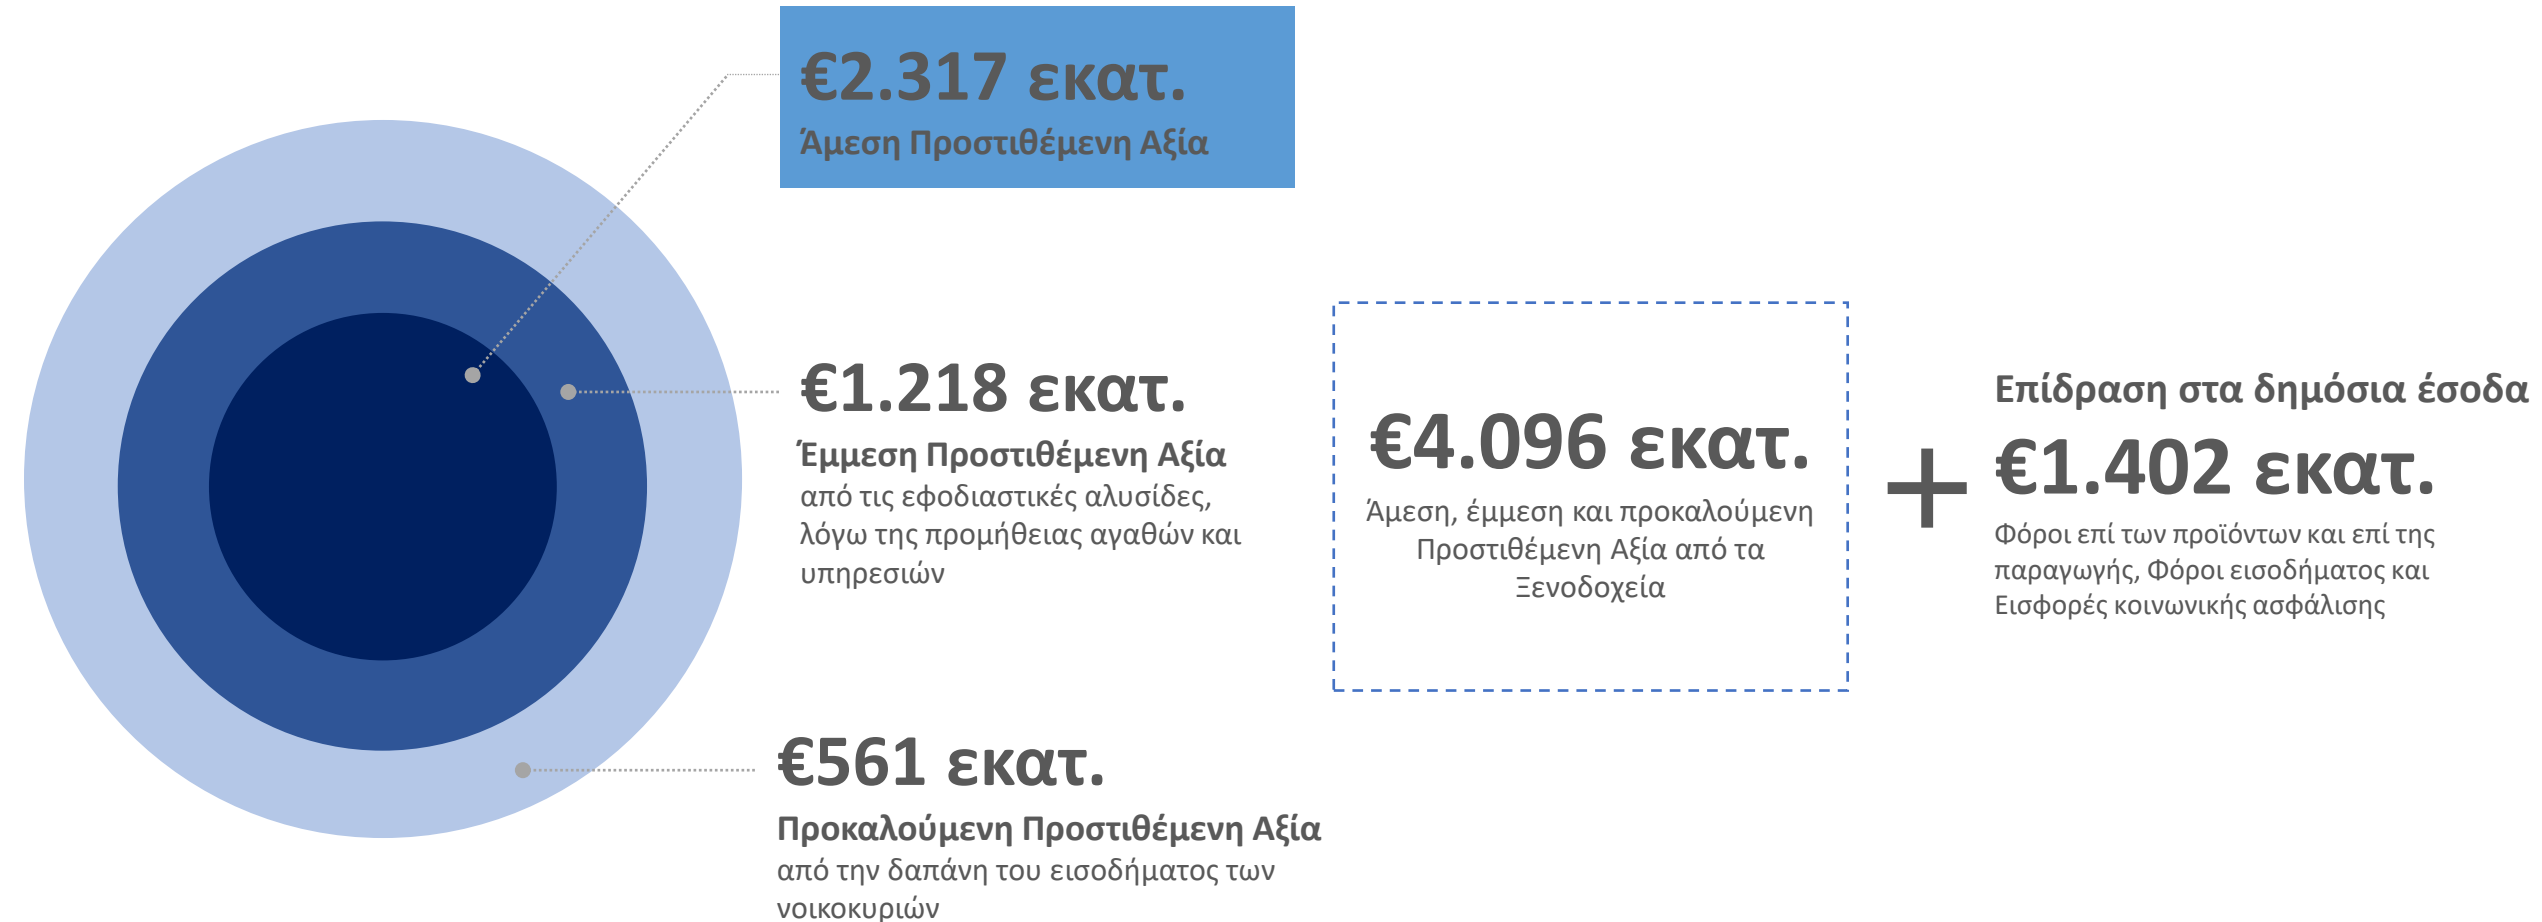 €2.317 εκατ.
Άμεση Προστιθέμενη Αξία
€1.218 εκατ.
Έμμεση Προστιθέμενη Αξία
από τις εφοδιαστικές αλυσίδες,
λόγω της προμήθειας αγαθών και
υπηρεσιών
€561 εκατ.
Προκαλούμενη Προστιθέμενη Αξία
από την δαπάνη του εισοδήματος των
νοικοκυριών
€4.096 εκατ.
Άμεση, έμμεση και προκαλούμενη
Προστιθέμενη Αξία από τα
Ξενοδοχεία
+
Επίδραση στα δημόσια έσοδα
€1.402 εκατ.
Φόροι επί των προϊόντων και επί της
παραγωγής, Φόροι εισοδήματος και
Εισφορές κοινωνικής ασφάλισης